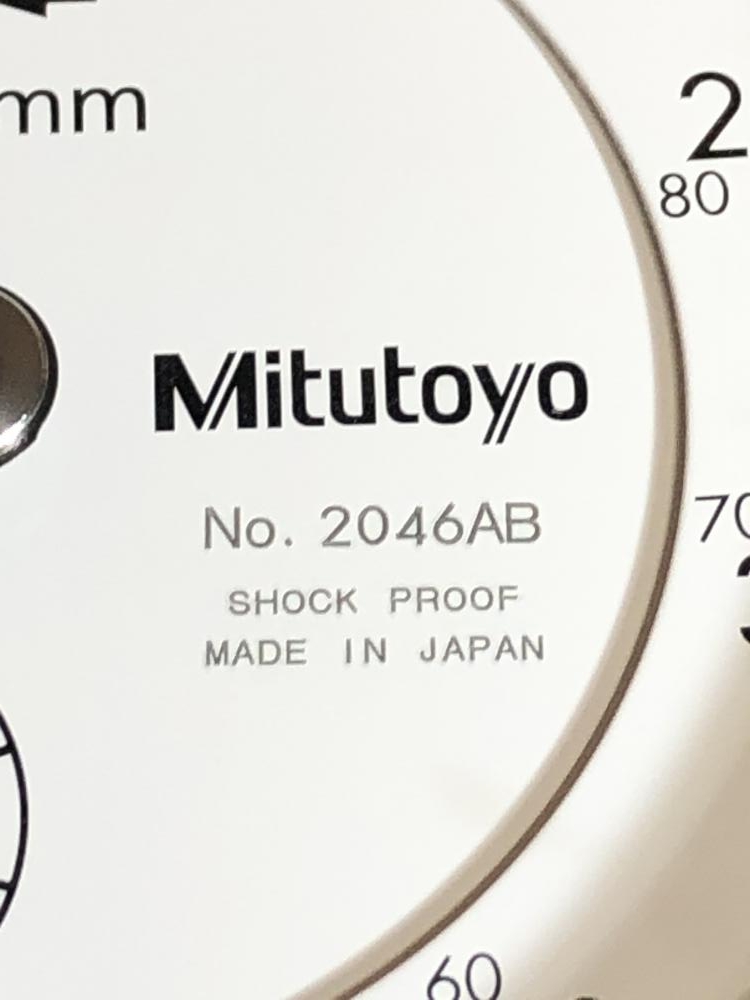 mm
2
80
Mitutoyo
No. 2046AB
70
SHOCK PROOF
MADE IN JAPAN
60